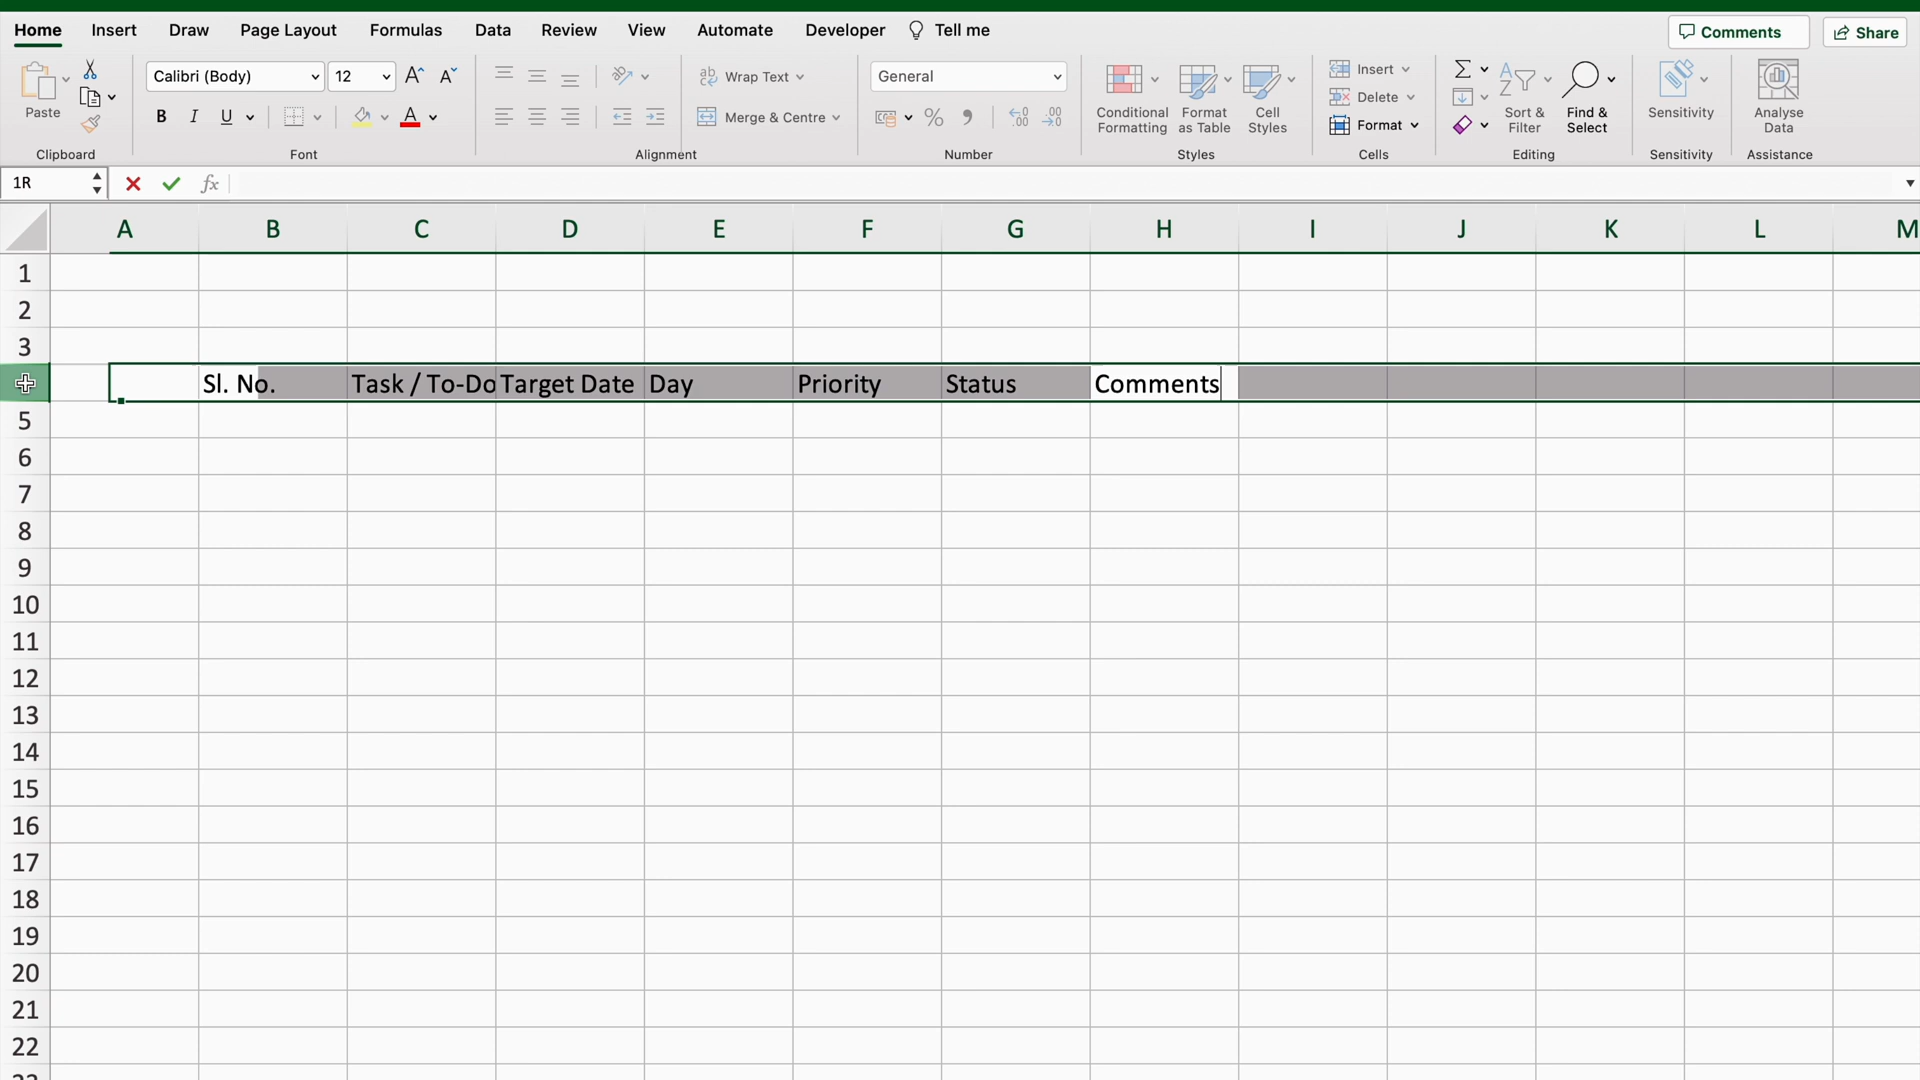 Home Insert Draw Page Layout Formulas Data Review View Automate Developer Tell me Comments Share
Calibri (Body) 12 Wrap Text General Insert
Delete
Paste B I U A Merge & Centre % Conditional Formatting Format as Table Cell Styles Format Sort & Filter Find & Select Sensitivity Analyse Data
Clipboard Font Alignment Number Styles Cells Editing Sensitivity Assistance
1R fx
A B C D E F G H I J K L M
1
2
3
Sl. No. Task / To-Do Target Date Day Priority Status Comments
5
6
7
8
9
10
11
12
13
14
15
16
17
18
19
20
21
22